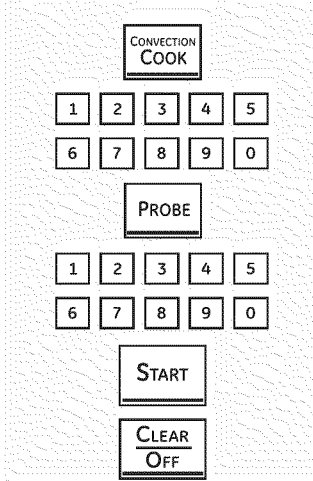 CONVECTION
COOK
1 2 3 4 5
6 7 8 9 0
PROBE
1 2 3 4 5
6 7 8 9 0
START
CLEAR
OFF